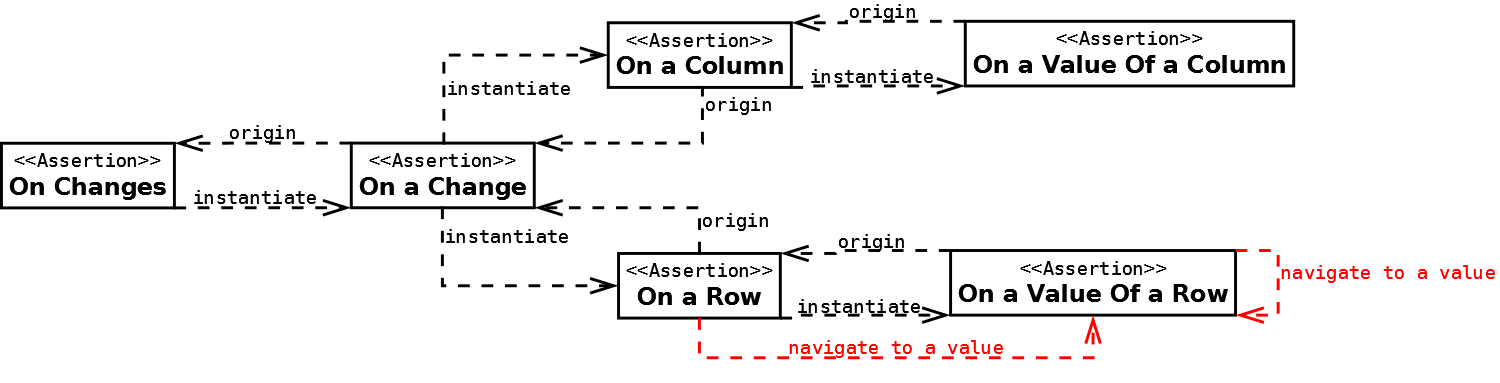 origin
<<Assertion>>
On a Column
<<Assertion>>
On a Value Of a Column
instantiate
instantiate
origin
origin
<<Assertion>>
On Changes
<<Assertion>>
On a Change
instantiate
origin
instantiate
origin
<<Assertion>>
On a Row
<<Assertion>>
On a Value Of a Row
navigate to a value
instantiate
navigate to a value